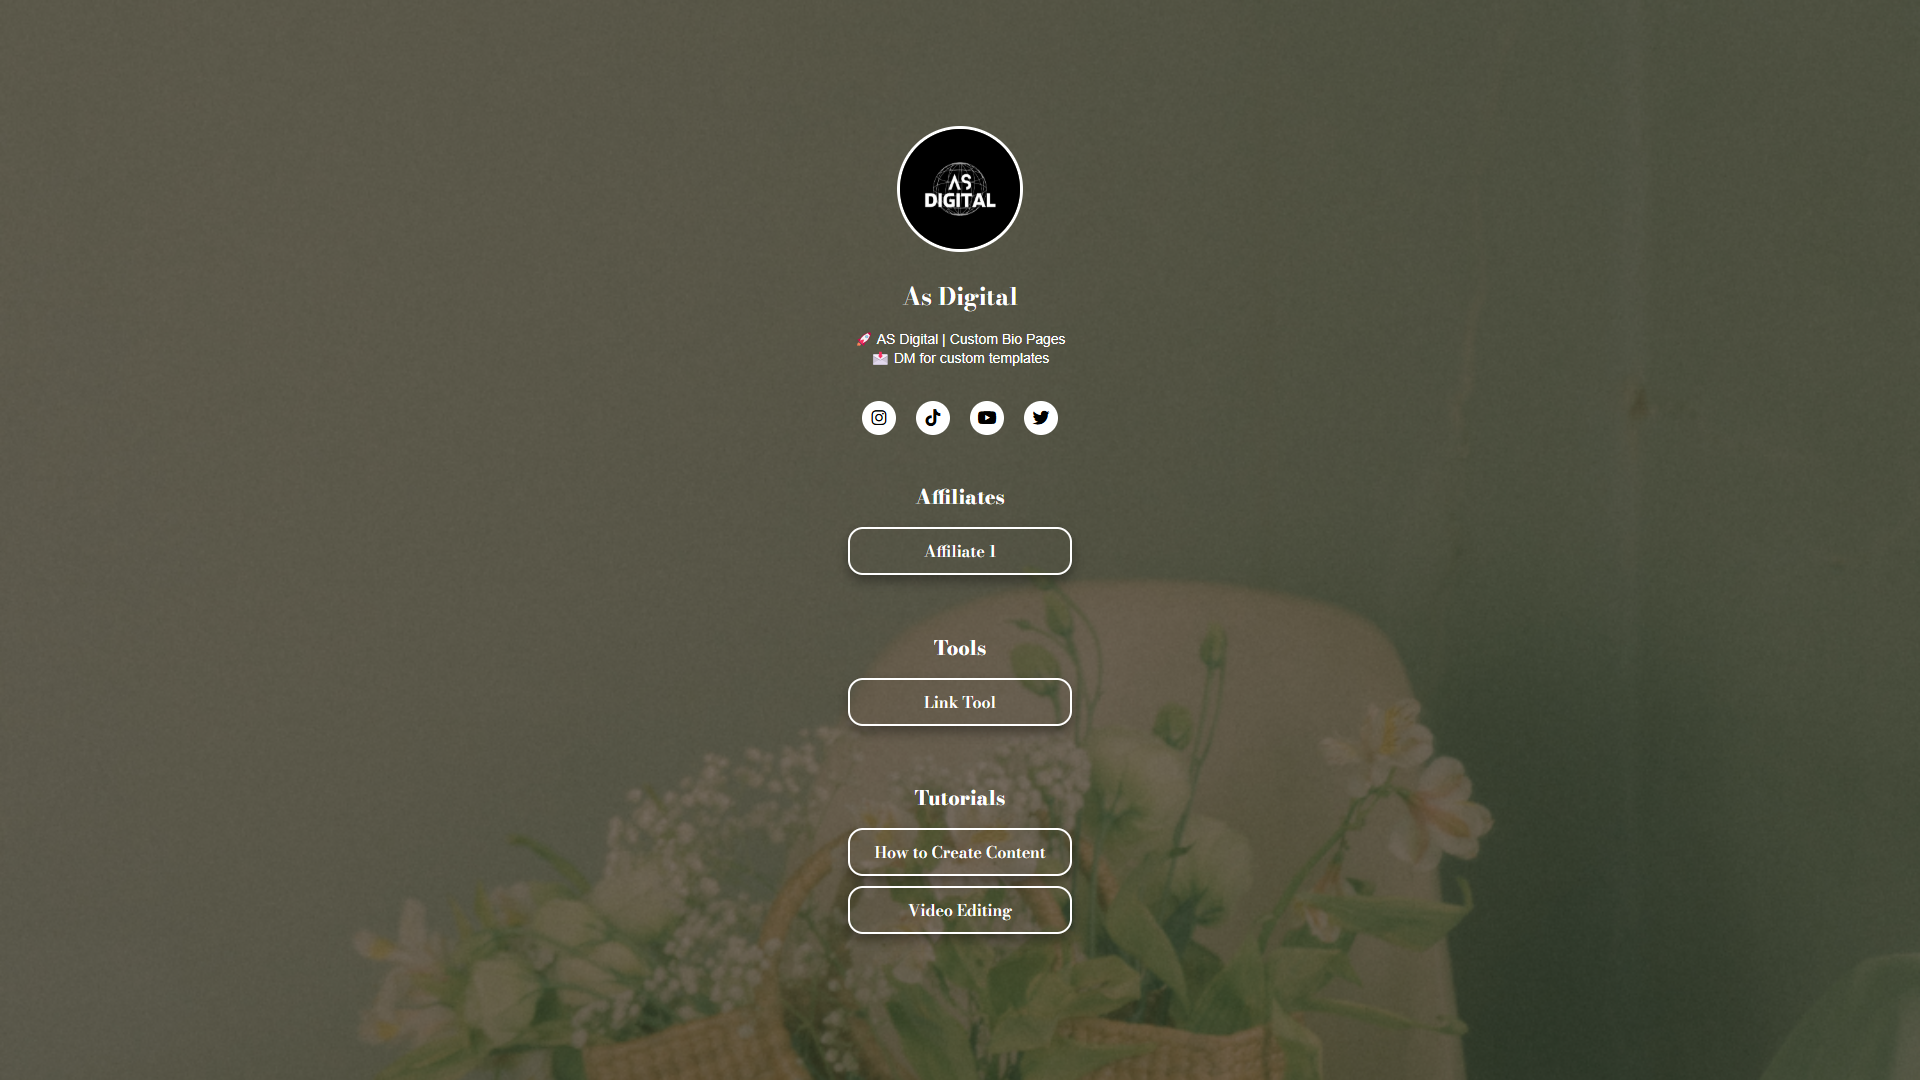 AS
DIGITAL
As Digital
🚀 AS Digital | Custom Bio Pages
📩 DM for custom templates
Affiliates
Affiliate 1
Tools
Link Tool
Tutorials
How to Create Content
Video Editing